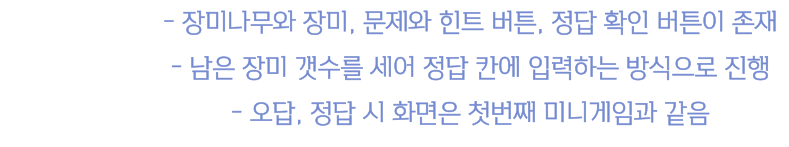 - 장미나무와 장미, 문제와 힌트 버튼, 정답 확인 버튼이 존재
- 남은 장미 갯수를 세어 정답 칸에 입력하는 방식으로 진행
- 오답, 정답 시 화면은 첫번째 미니게임과 같음